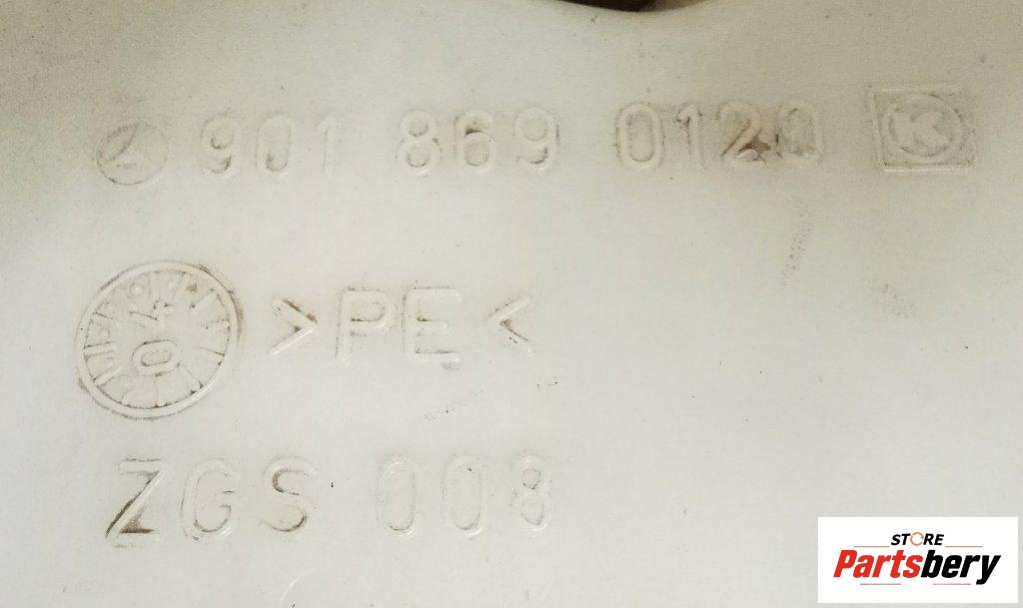 901 869 0120 K
04
>PE<
ZGS 008
STORE
Partsbery